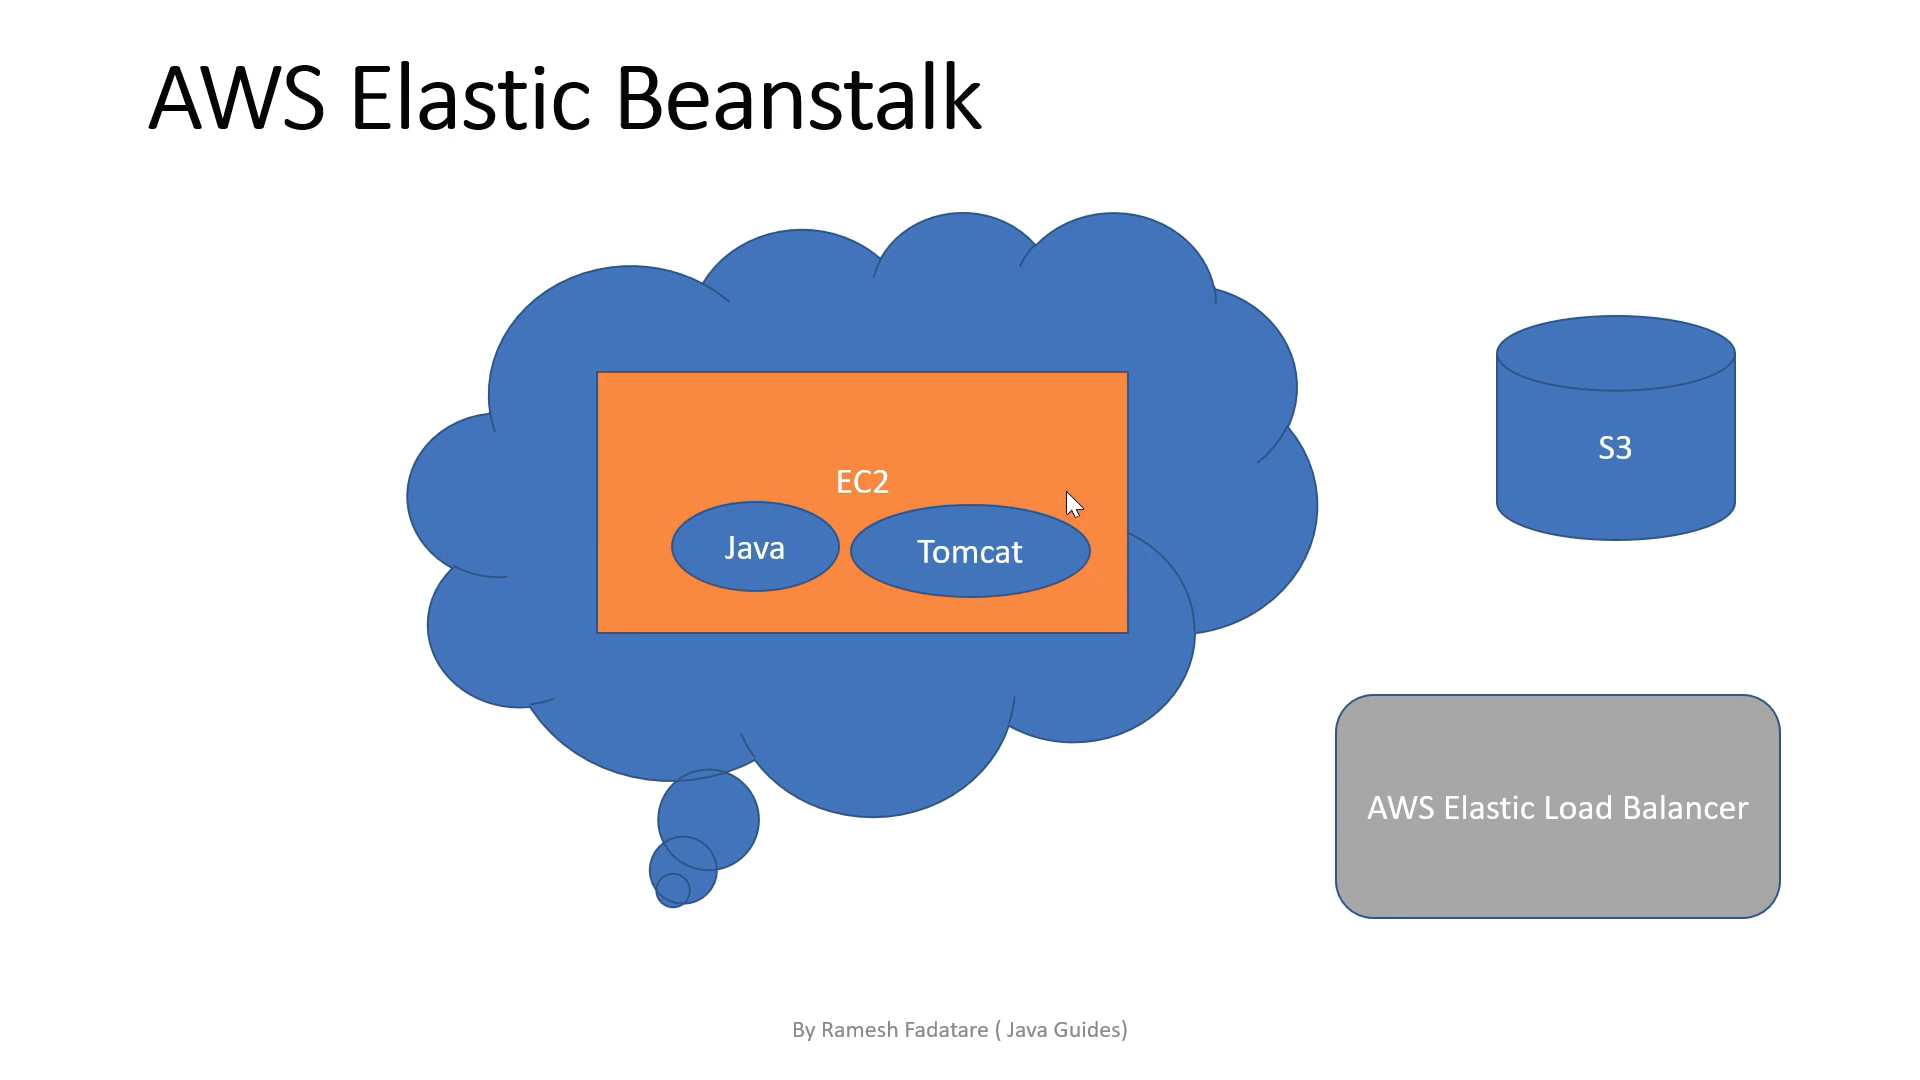 AWS Elastic Beanstalk
EC2
Java
Tomcat
S3
AWS Elastic Load Balancer
By Ramesh Fadatare ( Java Guides)